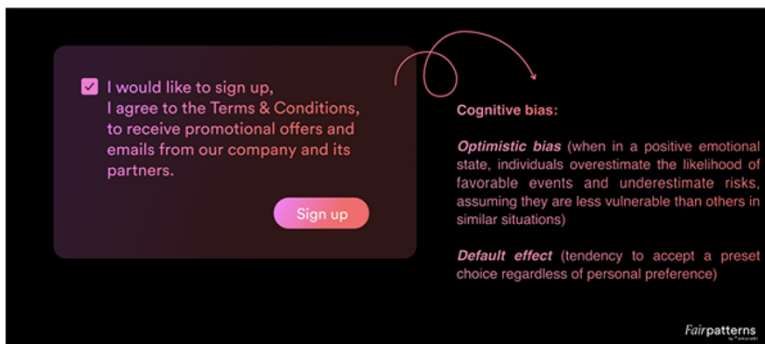 I would like to sign up,
I agree to the Terms & Conditions,
to receive promotional offers and
emails from our company and its
partners.
Sign up
Cognitive bias:
Optimistic bias (when in a positive emotional
state, individuals overestimate the likelihood of
favorable events and underestimate risks,
assuming they are less vulnerable than others in
similar situations)
Default effect (tendency to accept a preset
choice regardless of personal preference)
Fairpatterns
by amurabi